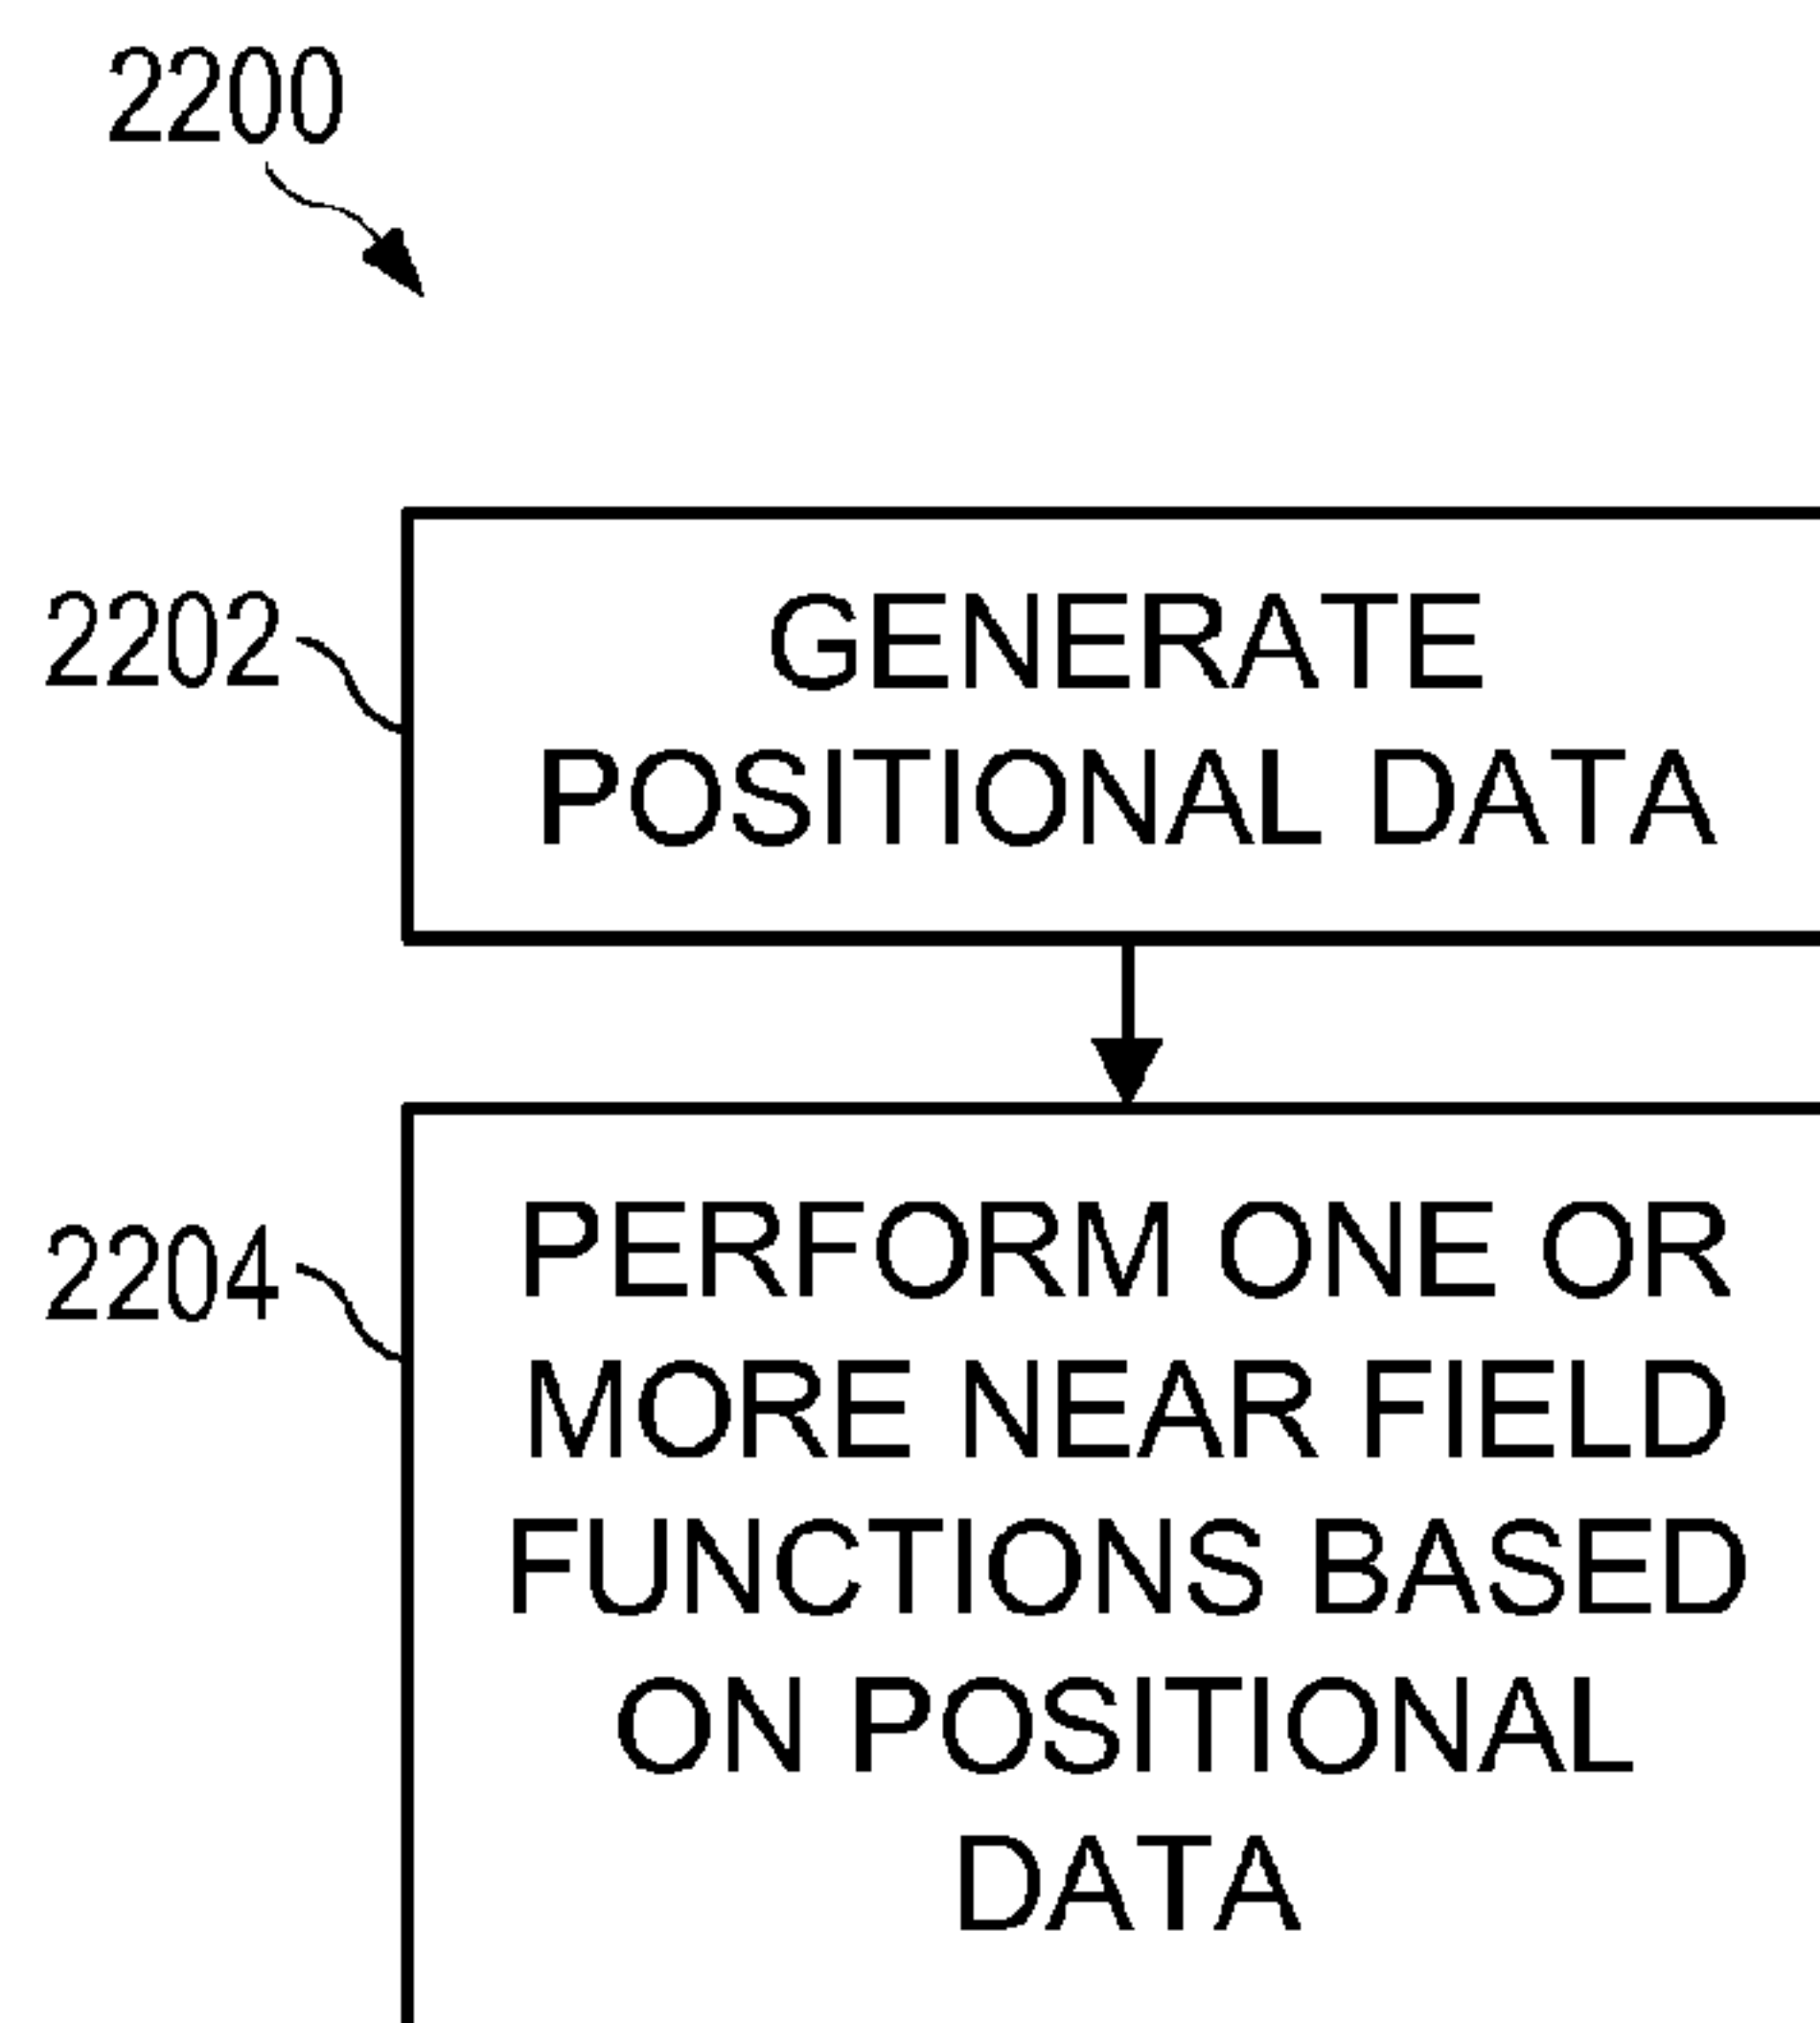 2200
2202
GENERATE
POSITIONAL DATA
2204
PERFORM ONE OR
MORE NEAR FIELD
FUNCTIONS BASED
ON POSITIONAL
DATA